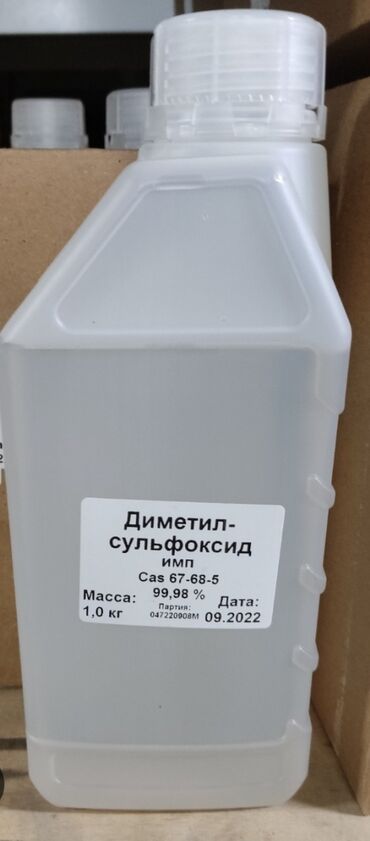 Диметил-
сульфоксид
имп
Cas 67-68-5
Масса: 99,98 % Дата:
1,0 кг Партия: 047220908М 09.2022